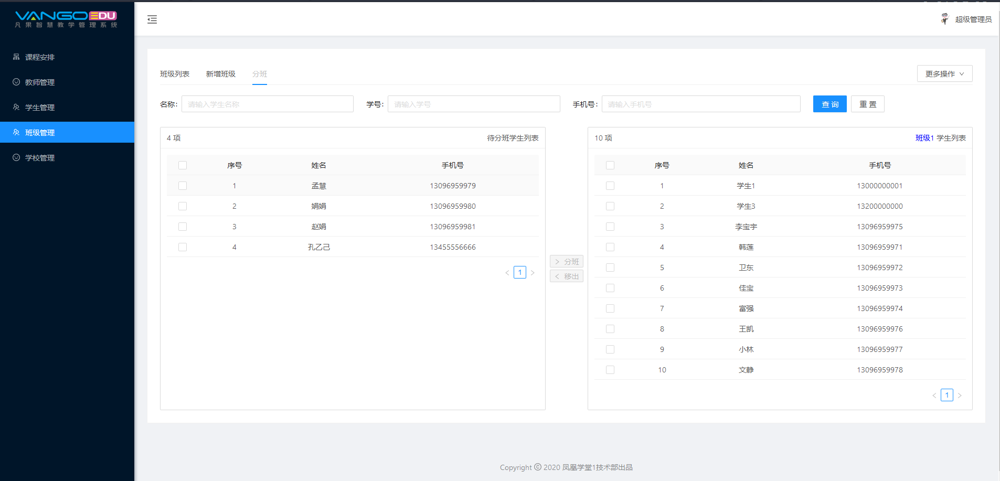 VANGOEDU
凡果智慧教学管理系统
超级管理员
课程安排
教师管理
学生管理
班级管理
学校管理
班级列表 新增班级 分班 更多操作
名称: 请输入学生名称 学号: 请输入学号 手机号: 请输入手机号 查 询 重 置
4 项 待分班学生列表
序号 姓名 手机号
1 孟慧 13096959979
2 娟娟 13096959980
3 赵娟 13096959981
4 孔乙己 13455556666
< 1 >
> 分班
< 移出
10 项 班级1 学生列表
序号 姓名 手机号
1 学生1 13000000001
2 学生3 13200000000
3 李宝宇 13096959975
4 韩莲 13096959971
5 卫东 13096959972
6 佳宝 13096959973
7 富强 13096959974
8 王凯 13096959976
9 小林 13096959977
10 文静 13096959978
< 1 >
Copyright © 2020 凤凰学堂1技术部出品